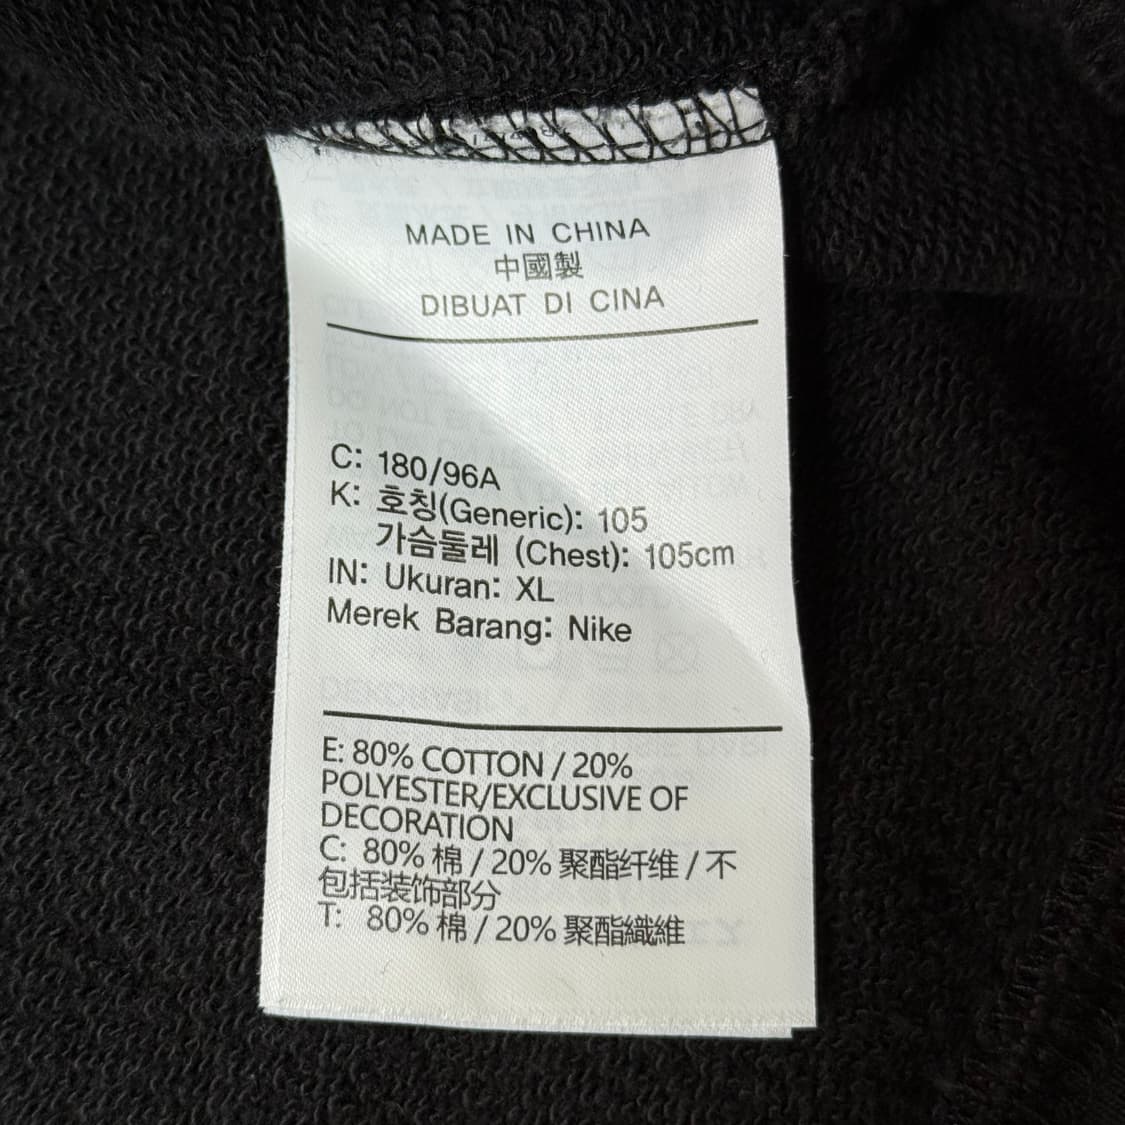 MADE IN CHINA
中國製
DIBUAT DI CINA
C: 180/96A
K: 호칭(Generic): 105
가슴둘레 (Chest): 105cm
IN: Ukuran: XL
Merek Barang: Nike
E: 80% COTTON / 20%
POLYESTER/EXCLUSIVE OF
DECORATION
C: 80% 棉 / 20% 聚酯纤维 / 不
包括装饰部分
T: 80% 棉 / 20% 聚酯織維